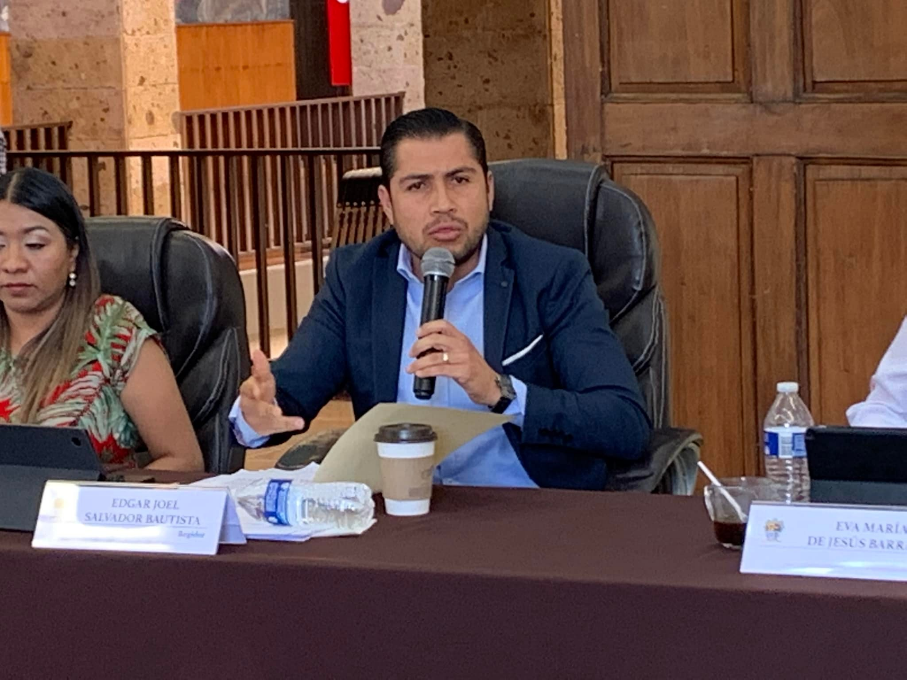 EDGAR JOEL
SALVADOR BAUTISTA
Regidor
EVA MARÍA
DE JESÚS BARR